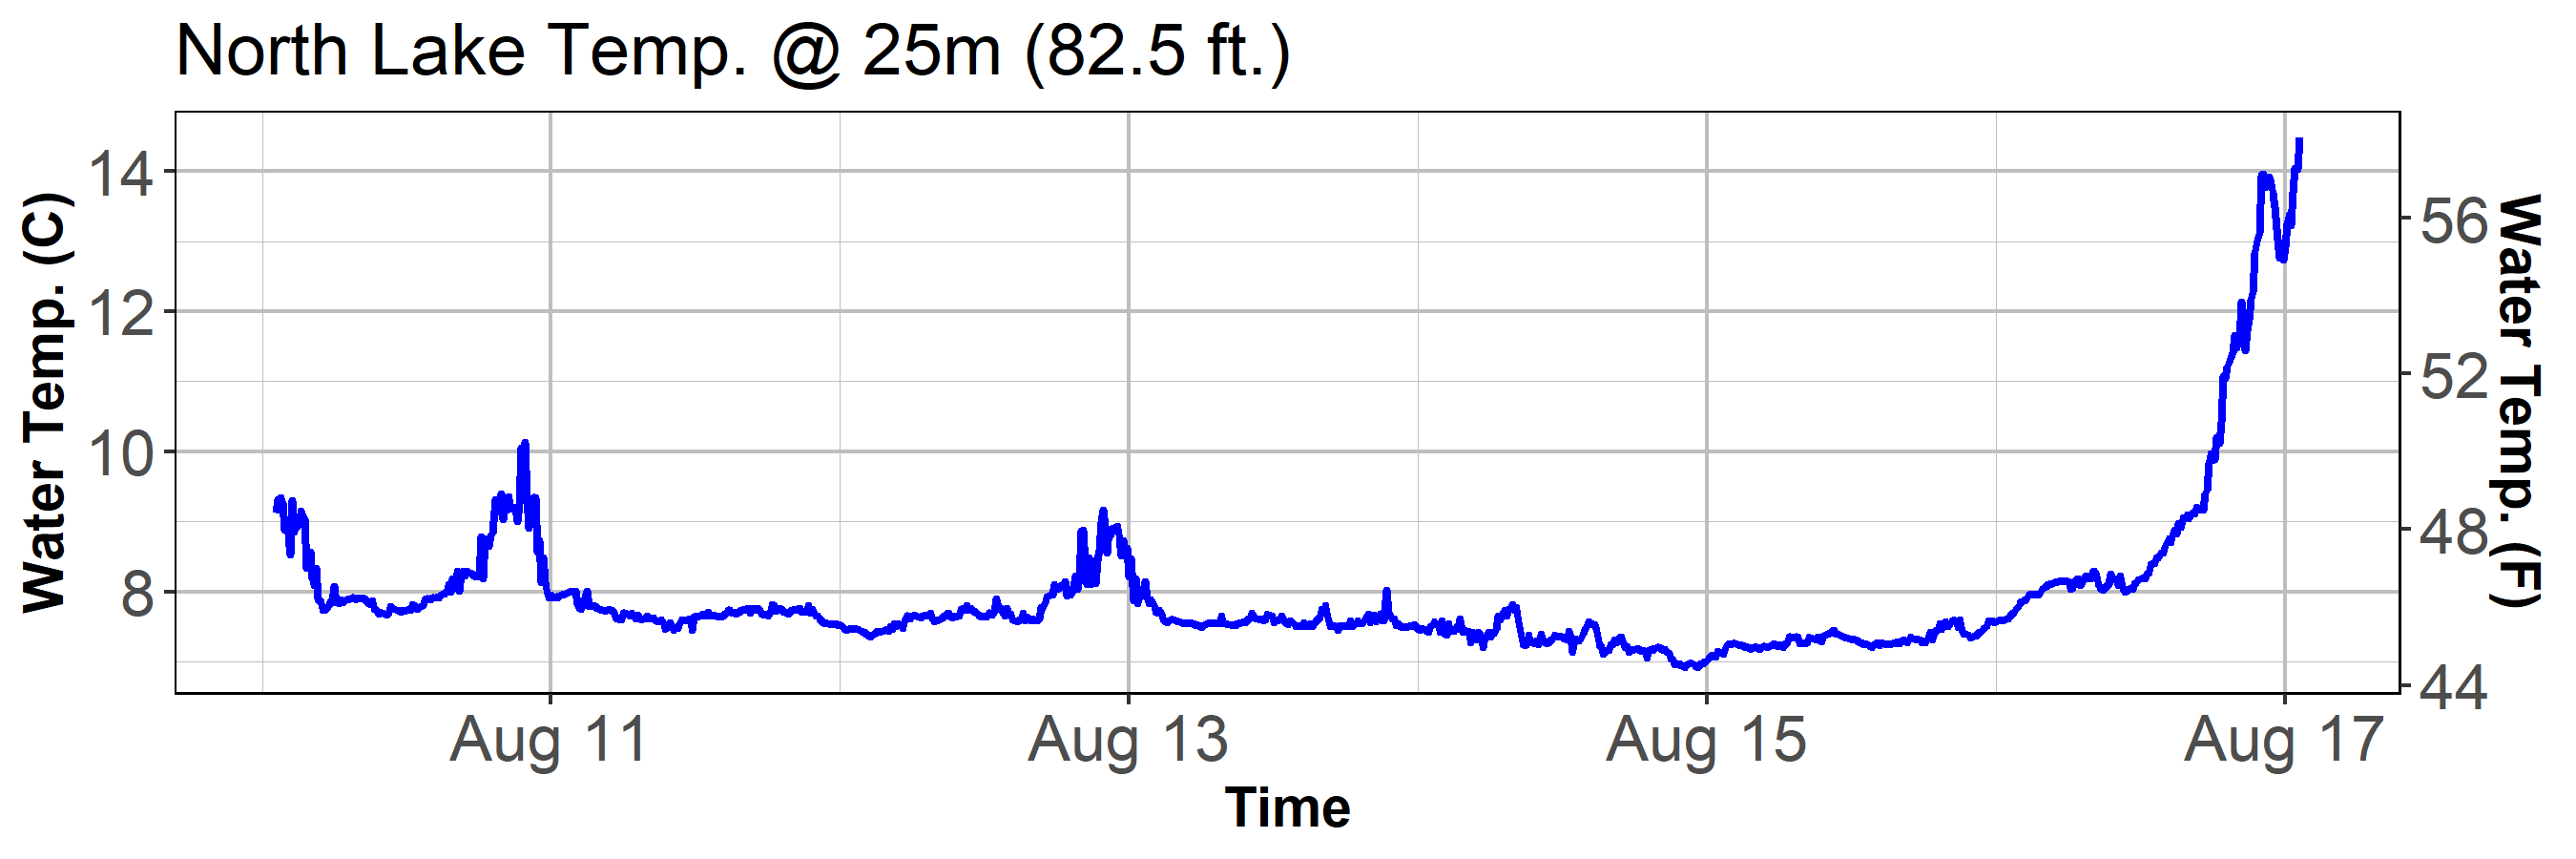 North Lake Temp. @ 25m (82.5 ft.)
Water Temp. (C)
14
12
10
8
56
52
48
44
Water Temp. (F)
Aug 11
Aug 13
Aug 15
Aug 17
Time